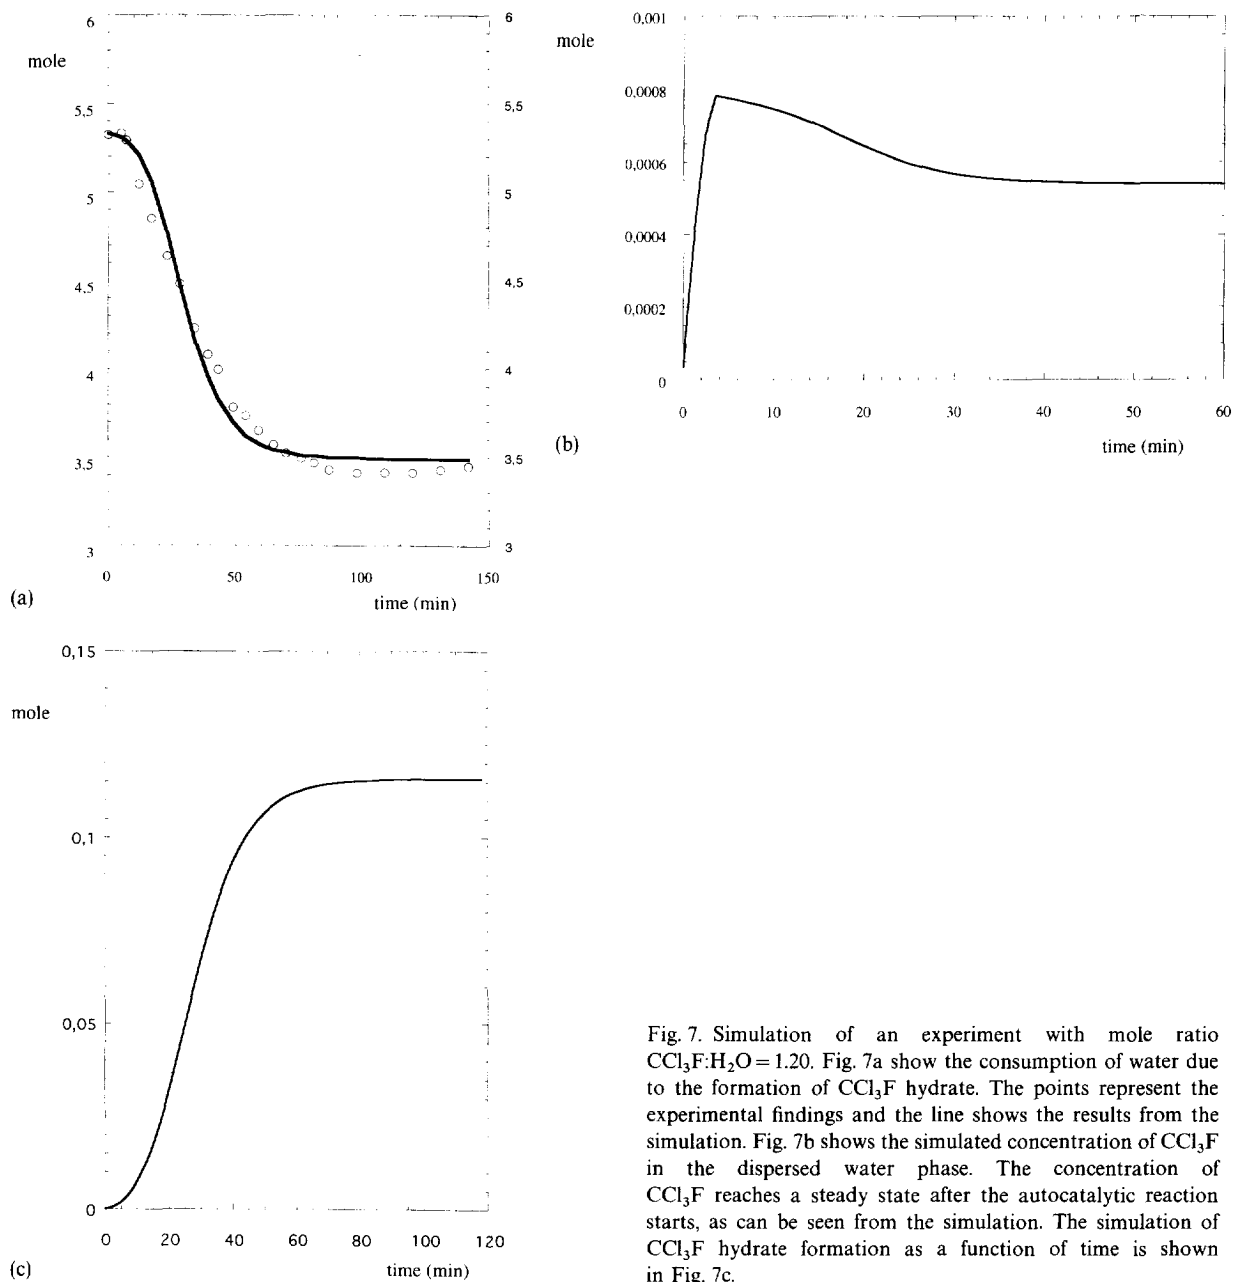 6
mole
5,5
5
4,5
4
3,5
3
6
5,5
5
4,5
4
3,5
3
0
50
100
150
(a)
time (min)
0,001
mole
0,0008
0,0006
0,0004
0,0002
0
0
10
20
30
40
50
60
(b)
time (min)
0,15
mole
0,1
0,05
0
0
20
40
60
80
100
120
(c)
time (min)
Fig. 7. Simulation of an experiment with mole ratio
CCl₃F:H₂O = 1.20. Fig. 7a show the consumption of water due
to the formation of CCl₃F hydrate. The points represent the
experimental findings and the line shows the results from the
simulation. Fig. 7b shows the simulated concentration of CCl₃F
in the dispersed water phase. The concentration of
CCl₃F reaches a steady state after the autocatalytic reaction
starts, as can be seen from the simulation. The simulation of
CCl₃F hydrate formation as a function of time is shown
in Fig. 7c.